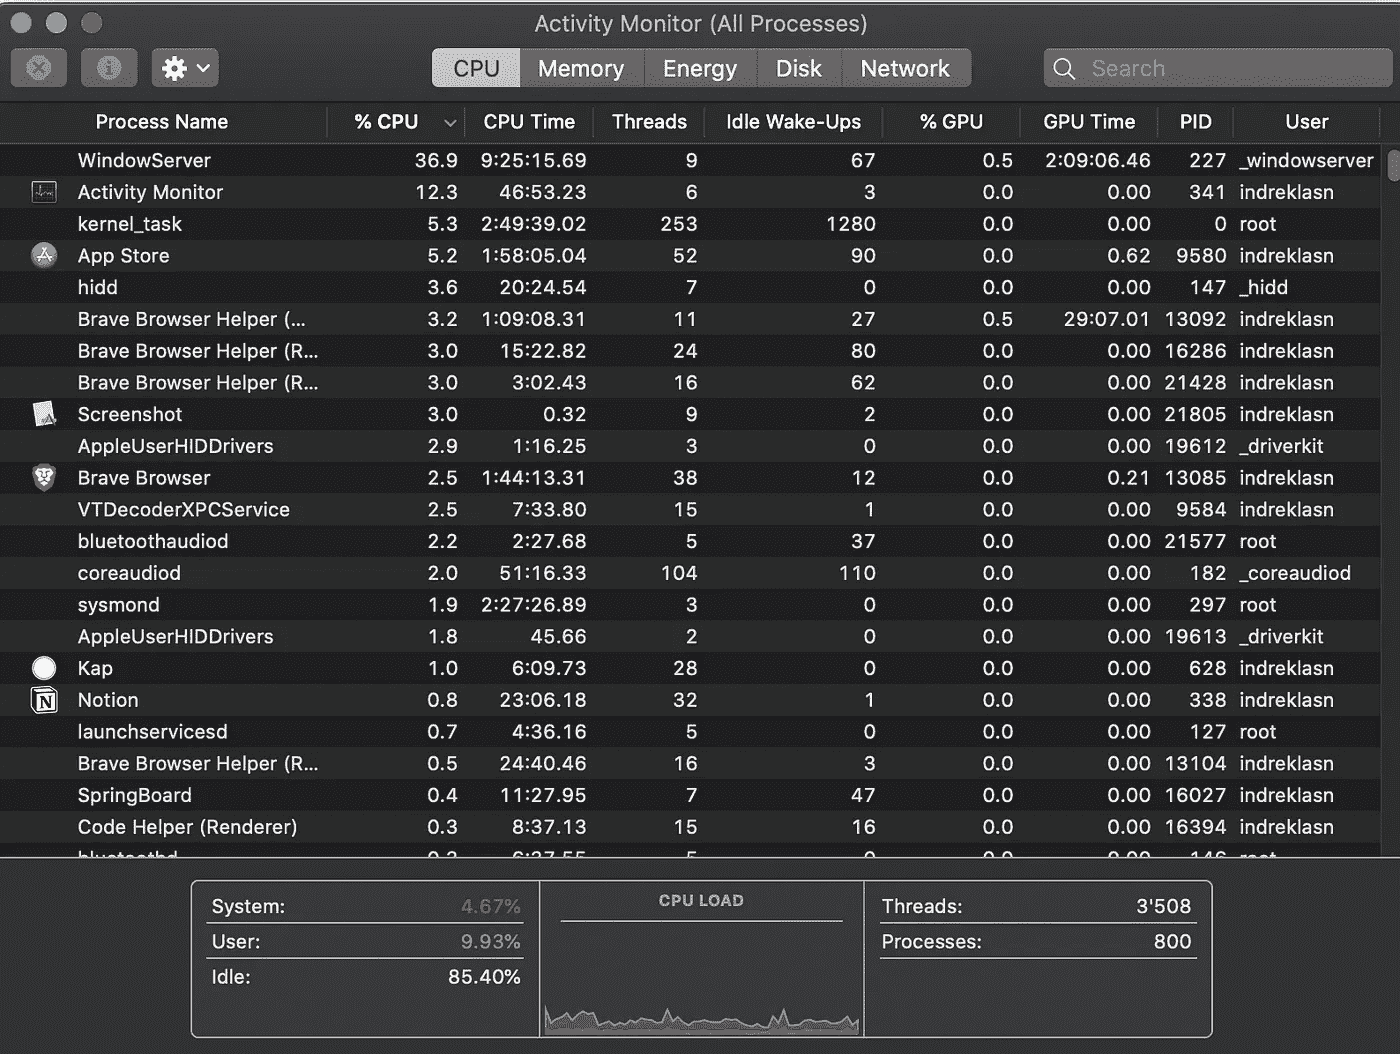 Activity Monitor (All Processes)
CPU Memory Energy Disk Network Search
Process Name % CPU CPU Time Threads Idle Wake-Ups % GPU GPU Time PID User
WindowServer 36.9 9:25:15.69 9 67 0.5 2:09:06.46 227 _windowserver
Activity Monitor 12.3 46:53.23 6 3 0.0 0.00 341 indreklasn
kernel_task 5.3 2:49:39.02 253 1280 0.0 0.00 0 root
App Store 5.2 1:58:05.04 52 90 0.0 0.62 9580 indreklasn
hidd 3.6 20:24.54 7 0 0.0 0.00 147 _hidd
Brave Browser Helper (... 3.2 1:09:08.31 11 27 0.5 29:07.01 13092 indreklasn
Brave Browser Helper (R... 3.0 15:22.82 24 80 0.0 0.00 16286 indreklasn
Brave Browser Helper (R... 3.0 3:02.43 16 62 0.0 0.00 21428 indreklasn
Screenshot 3.0 0.32 9 2 0.0 0.00 21805 indreklasn
AppleUserHIDDrivers 2.9 1:16.25 3 0 0.0 0.00 19612 _driverkit
Brave Browser 2.5 1:44:13.31 38 12 0.0 0.21 13085 indreklasn
VTDecoderXPCService 2.5 7:33.80 15 1 0.0 0.00 9584 indreklasn
bluetoothaudiod 2.2 2:27.68 5 37 0.0 0.00 21577 root
coreaudiod 2.0 51:16.33 104 110 0.0 0.00 182 _coreaudiod
sysmond 1.9 2:27:26.89 3 0 0.0 0.00 297 root
AppleUserHIDDrivers 1.8 45.66 2 0 0.0 0.00 19613 _driverkit
Kap 1.0 6:09.73 28 0 0.0 0.00 628 indreklasn
N Notion 0.8 23:06.18 32 1 0.0 0.00 338 indreklasn
launchservicesd 0.7 4:36.16 5 0 0.0 0.00 127 root
Brave Browser Helper (R... 0.5 24:40.46 16 3 0.0 0.00 13104 indreklasn
SpringBoard 0.4 11:27.95 7 47 0.0 0.00 16027 indreklasn
Code Helper (Renderer) 0.3 8:37.13 15 16 0.0 0.00 16394 indreklasn
System: 4.67% CPU LOAD Threads: 3'508
User: 9.93% Processes: 800
Idle: 85.40%